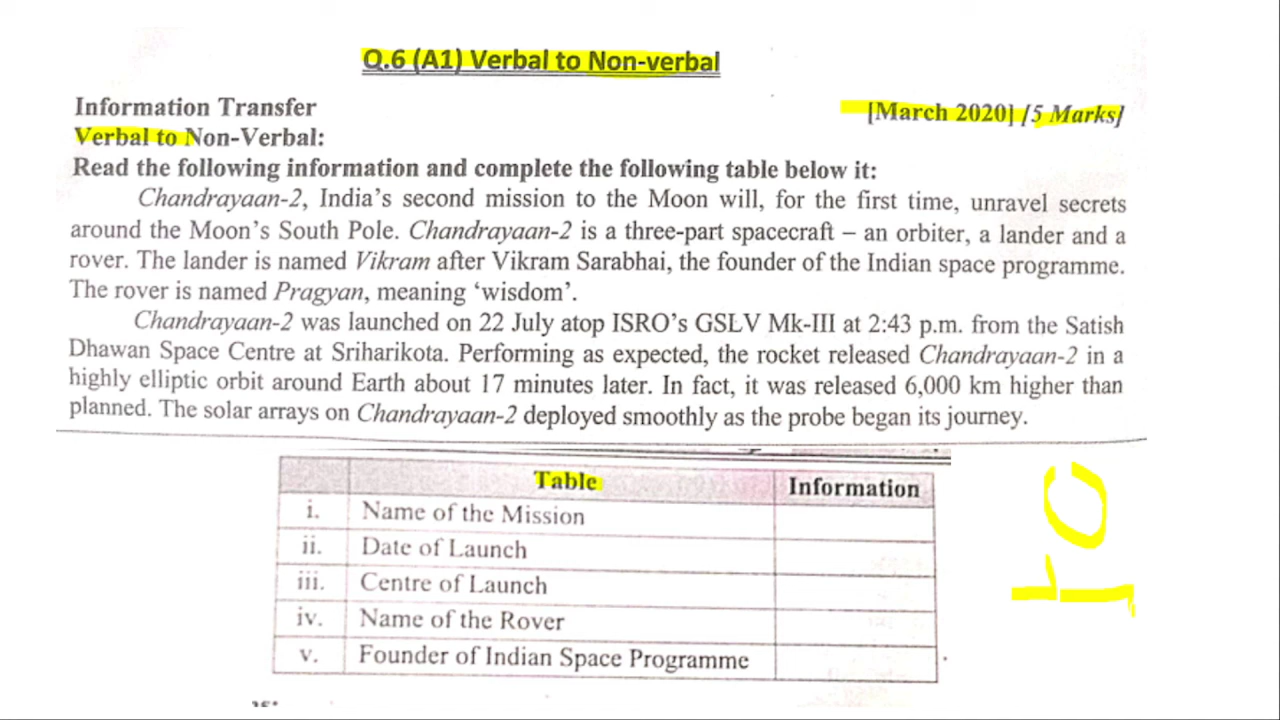 Q.6 (A1) Verbal to Non-verbal
Information Transfer [March 2020] [5 Marks]
Verbal to Non-Verbal:
Read the following information and complete the following table below it:
Chandrayaan-2, India's second mission to the Moon will, for the first time, unravel secrets
around the Moon's South Pole. Chandrayaan-2 is a three-part spacecraft – an orbiter, a lander and a
rover. The lander is named Vikram after Vikram Sarabhai, the founder of the Indian space programme.
The rover is named Pragyan, meaning 'wisdom'.
Chandrayaan-2 was launched on 22 July atop ISRO's GSLV Mk-III at 2:43 p.m. from the Satish
Dhawan Space Centre at Sriharikota. Performing as expected, the rocket released Chandrayaan-2 in a
highly elliptic orbit around Earth about 17 minutes later. In fact, it was released 6,000 km higher than
planned. The solar arrays on Chandrayaan-2 deployed smoothly as the probe began its journey.
Table Information
i. Name of the Mission
ii. Date of Launch
iii. Centre of Launch
iv. Name of the Rover
v. Founder of Indian Space Programme